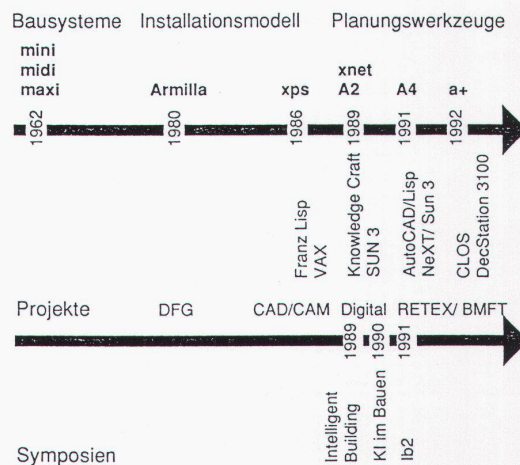 Bausysteme Installationsmodell Planungswerkzeuge
mini
midi
maxi
Armilla
xps
xnet
A2
A4
a+
1962
1980
1986
1989
1991
1992
Franz Lisp
VAX
Knowledge Craft
SUN 3
AutoCAD/Lisp
NeXT/ Sun 3
CLOS
DecStation 3100
Projekte DFG CAD/CAM Digital RETEX/ BMFT
1989
1990
1991
Intelligent
Building
KI im Bauen
Ib2
Symposien